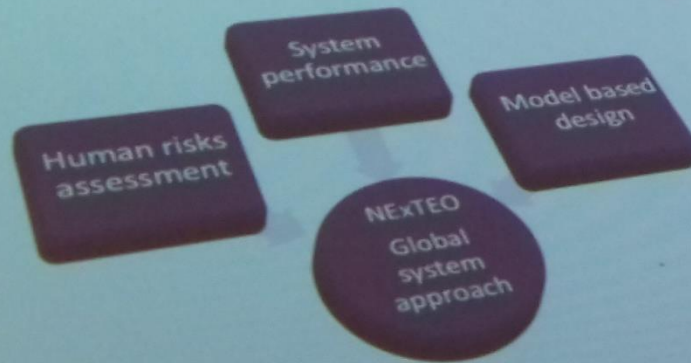 System
performance
Model based
design
Human risks
assessment
NExTEO
Global
system
approach